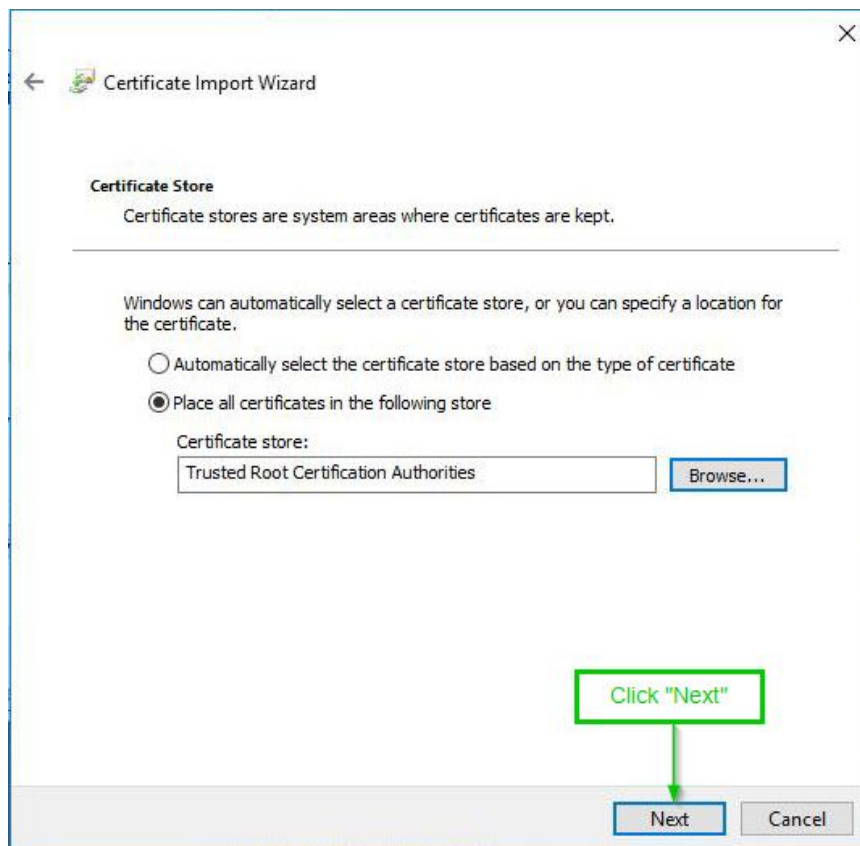 Certificate Import Wizard
Certificate Store
Certificate stores are system areas where certificates are kept.
Windows can automatically select a certificate store, or you can specify a location for
the certificate.
Automatically select the certificate store based on the type of certificate
Place all certificates in the following store
Certificate store:
Trusted Root Certification Authorities
Browse...
Click "Next"
Next
Cancel